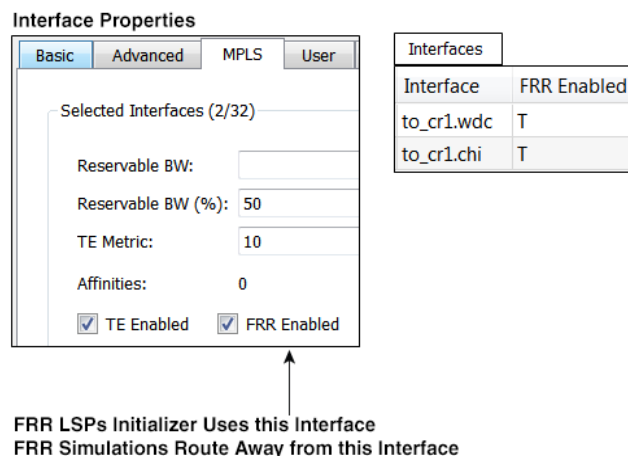 Interface Properties
Basic Advanced MPLS User
Selected Interfaces (2/32)
Reservable BW:
Reservable BW (%): 50
TE Metric: 10
Affinities: 0
TE Enabled FRR Enabled
Interfaces
Interface FRR Enabled
to_cr1.wdc T
to_cr1.chi T
FRR LSPs Initializer Uses this Interface
FRR Simulations Route Away from this Interface